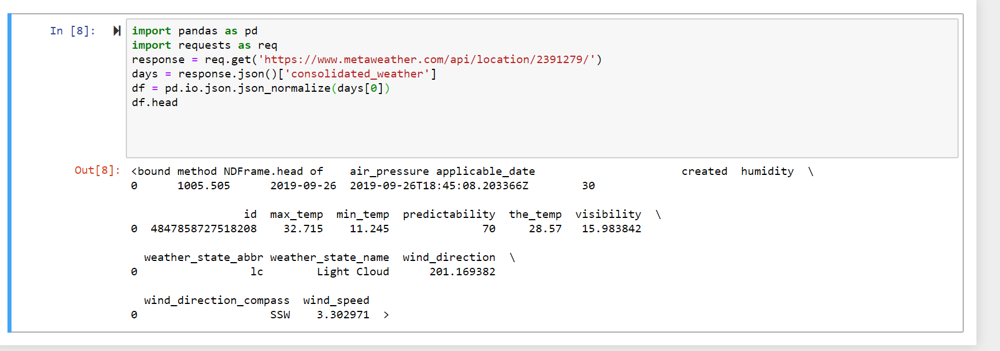 In [8]:
import pandas as pd
import requests as req
response = req.get('https://www.metaweather.com/api/location/2391279/')
days = response.json()['consolidated_weather']
df = pd.io.json.json_normalize(days[0])
df.head
Out[8]:
<bound method NDFrame.head of    air_pressure applicable_date                      created  humidity  \
0      1005.505      2019-09-26  2019-09-26T18:45:08.203366Z        30

                 id  max_temp  min_temp  predictability  the_temp  visibility  \
0  4847858727518208    32.715    11.245              70     28.57   15.983842

  weather_state_abbr weather_state_name  wind_direction  \
0                 lc        Light Cloud      201.169382

  wind_direction_compass  wind_speed
0                    SSW    3.302971  >